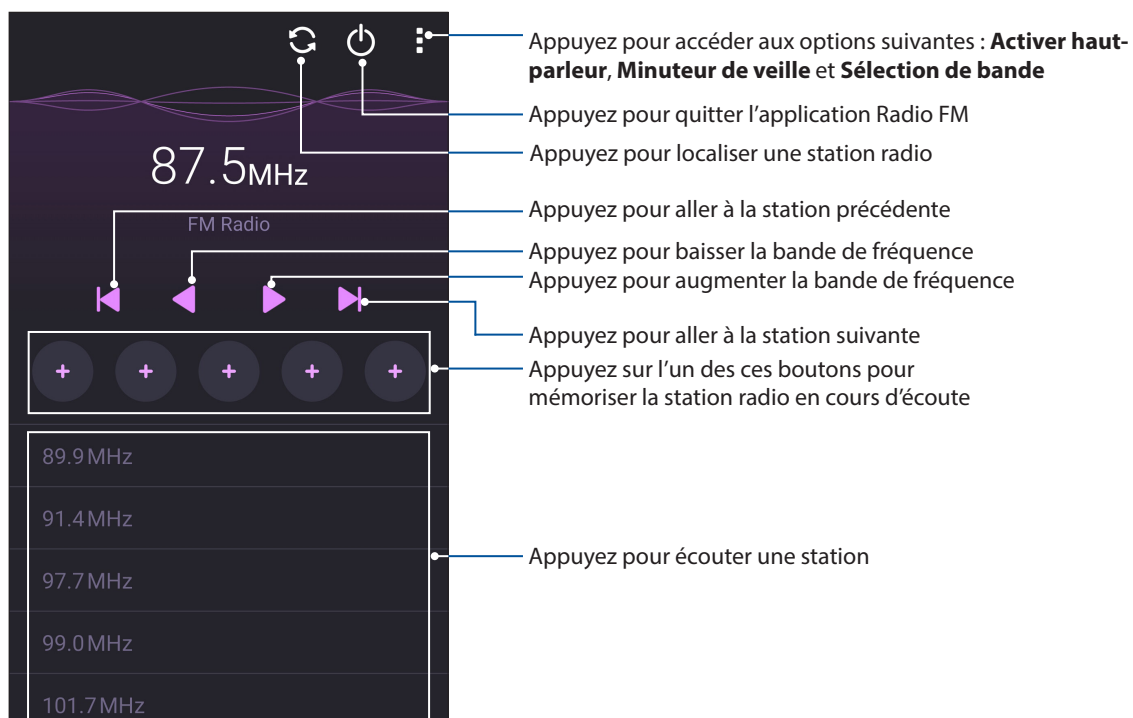 Appuyez pour accéder aux options suivantes : Activer haut-
parleur, Minuteur de veille et Sélection de bande
Appuyez pour quitter l'application Radio FM
Appuyez pour localiser une station radio
87.5MHz
FM Radio
Appuyez pour aller à la station précédente
Appuyez pour baisser la bande de fréquence
Appuyez pour augmenter la bande de fréquence
Appuyez pour aller à la station suivante
Appuyez sur l'un des ces boutons pour
mémoriser la station radio en cours d'écoute
89.9MHz
91.4MHz
97.7MHz
99.0MHz
101.7MHz
Appuyez pour écouter une station